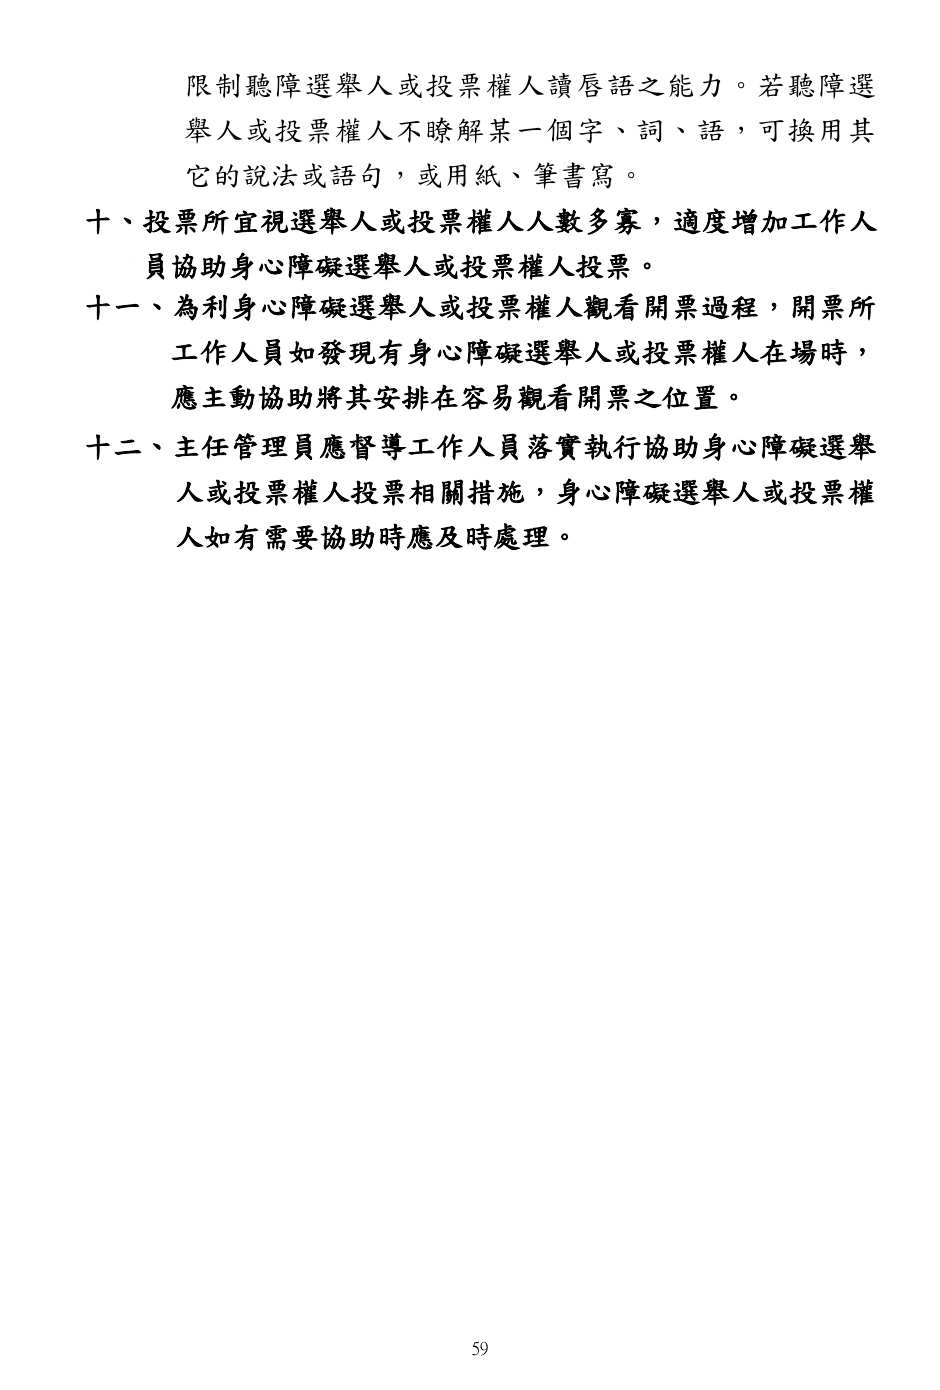 限制聽障選舉人或投票權人讀唇語之能力。若聽障選
舉人或投票權人不瞭解某一個字、詞、語，可換用其
它的說法或語句，或用紙、筆書寫。
十、投票所宜視選舉人或投票權人人數多寡，適度增加工作人
員協助身心障礙選舉人或投票權人投票。
十一、為利身心障礙選舉人或投票權人觀看開票過程，開票所
工作人員如發現有身心障礙選舉人或投票權人在場時，
應主動協助將其安排在容易觀看開票之位置。
十二、主任管理員應督導工作人員落實執行協助身心障礙選舉
人或投票權人投票相關措施，身心障礙選舉人或投票權
人如有需要協助時應及時處理。
59